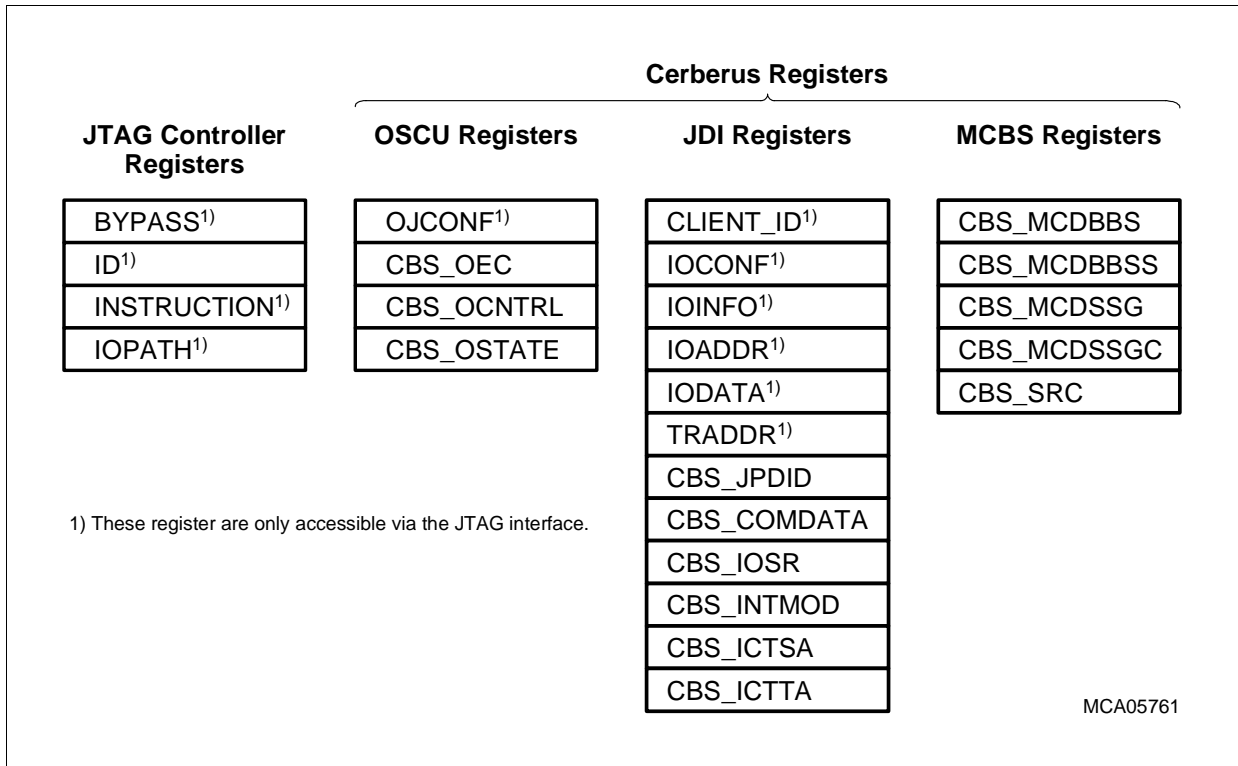 Cerberus Registers
JTAG Controller
Registers
OSCU Registers
JDI Registers
MCBS Registers
BYPASS1)
ID1)
INSTRUCTION1)
IOPATH1)
OJCONF1)
CBS_OEC
CBS_OCNTRL
CBS_OSTATE
CLIENT_ID1)
IOCONF1)
IOINFO1)
IOADDR1)
IODATA1)
TRADDR1)
CBS_JPDID
CBS_COMDATA
CBS_IOSR
CBS_INTMOD
CBS_ICTSA
CBS_ICTTA
CBS_MCDBBS
CBS_MCDBBSS
CBS_MCDSSG
CBS_MCDSSGC
CBS_SRC
1) These register are only accessible via the JTAG interface.
MCA05761